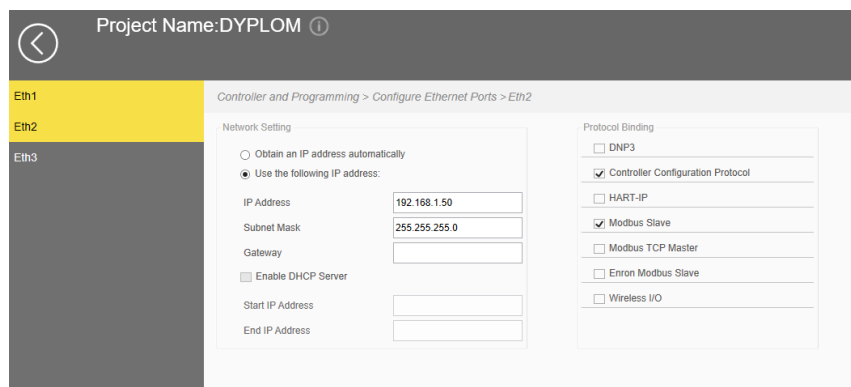 Project Name:DYPLOM
Eth1
Eth2
Eth3
Controller and Programming > Configure Ethernet Ports > Eth2
Network Setting
Obtain an IP address automatically
Use the following IP address:
IP Address 192.168.1.50
Subnet Mask 255.255.255.0
Gateway
Enable DHCP Server
Start IP Address
End IP Address
Protocol Binding
DNP3
Controller Configuration Protocol
HART-IP
Modbus Slave
Modbus TCP Master
Enron Modbus Slave
Wireless I/O